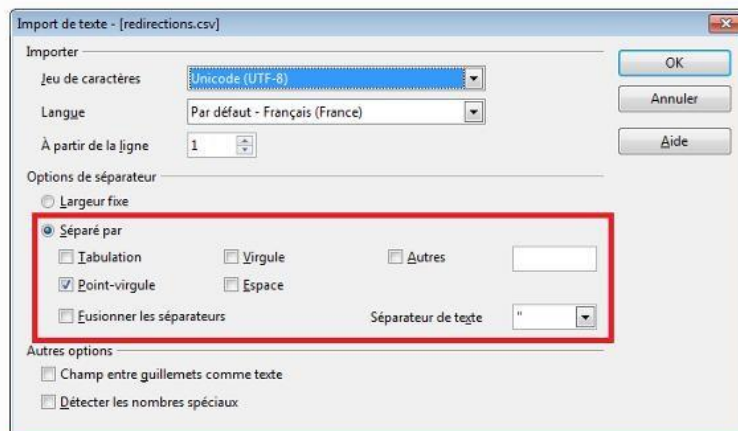 Import de texte - [redirections.csv]
Importer
Jeu de caractères Unicode (UTF-8) OK
Langue Par défaut - Français (France) Annuler
À partir de la ligne 1 Aide
Options de séparateur
Largeur fixe
Séparé par
Tabulation Virgule Autres
Point-virgule Espace
Fusionner les séparateurs Séparateur de texte "
Autres options
Champ entre guillemets comme texte
Détecter les nombres spéciaux